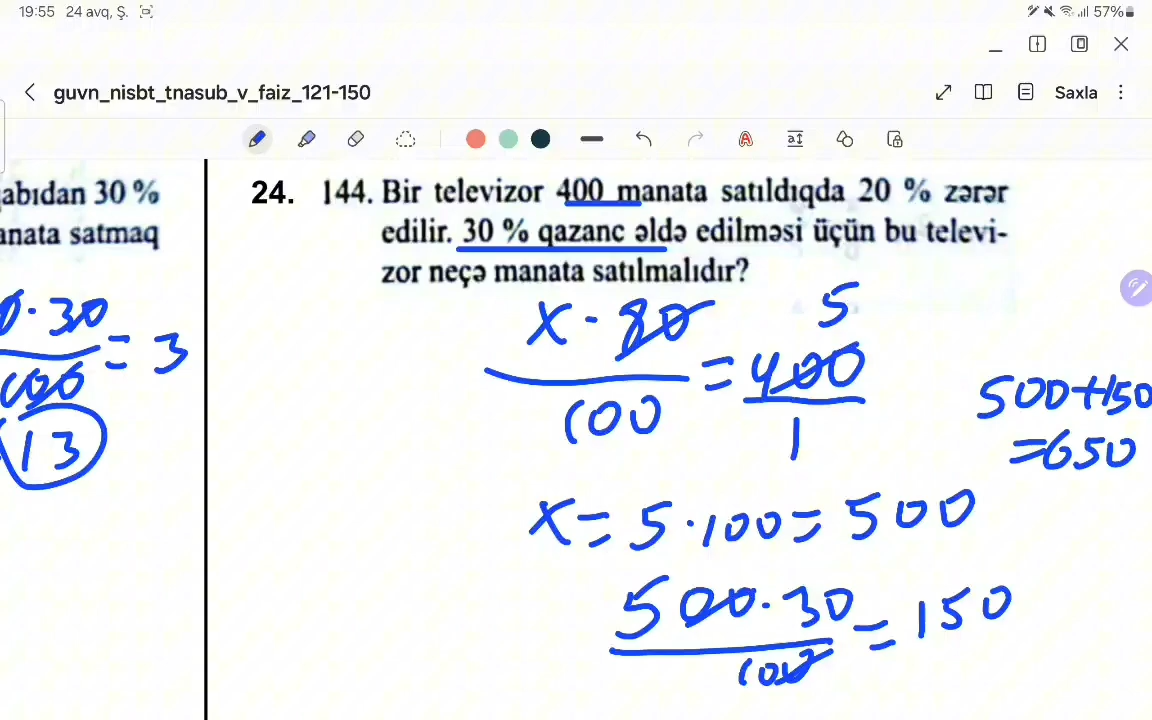 19:55 24 avq, Ş. 57%
guvn_nisbt_tnasub_v_faiz_121-150 Saxla
abıdan 30 %
anata satmaq
0·30/100 = 3
13
24. 144. Bir televizor 400 manata satıldıqda 20 % zərər
edilir. 30 % qazanc əldə edilməsi üçün bu televi-
zor neçə manata satılmalıdır?
5
x·80/100 = 400/1
500+150
=650
x=5·100=500
500·30/100=150